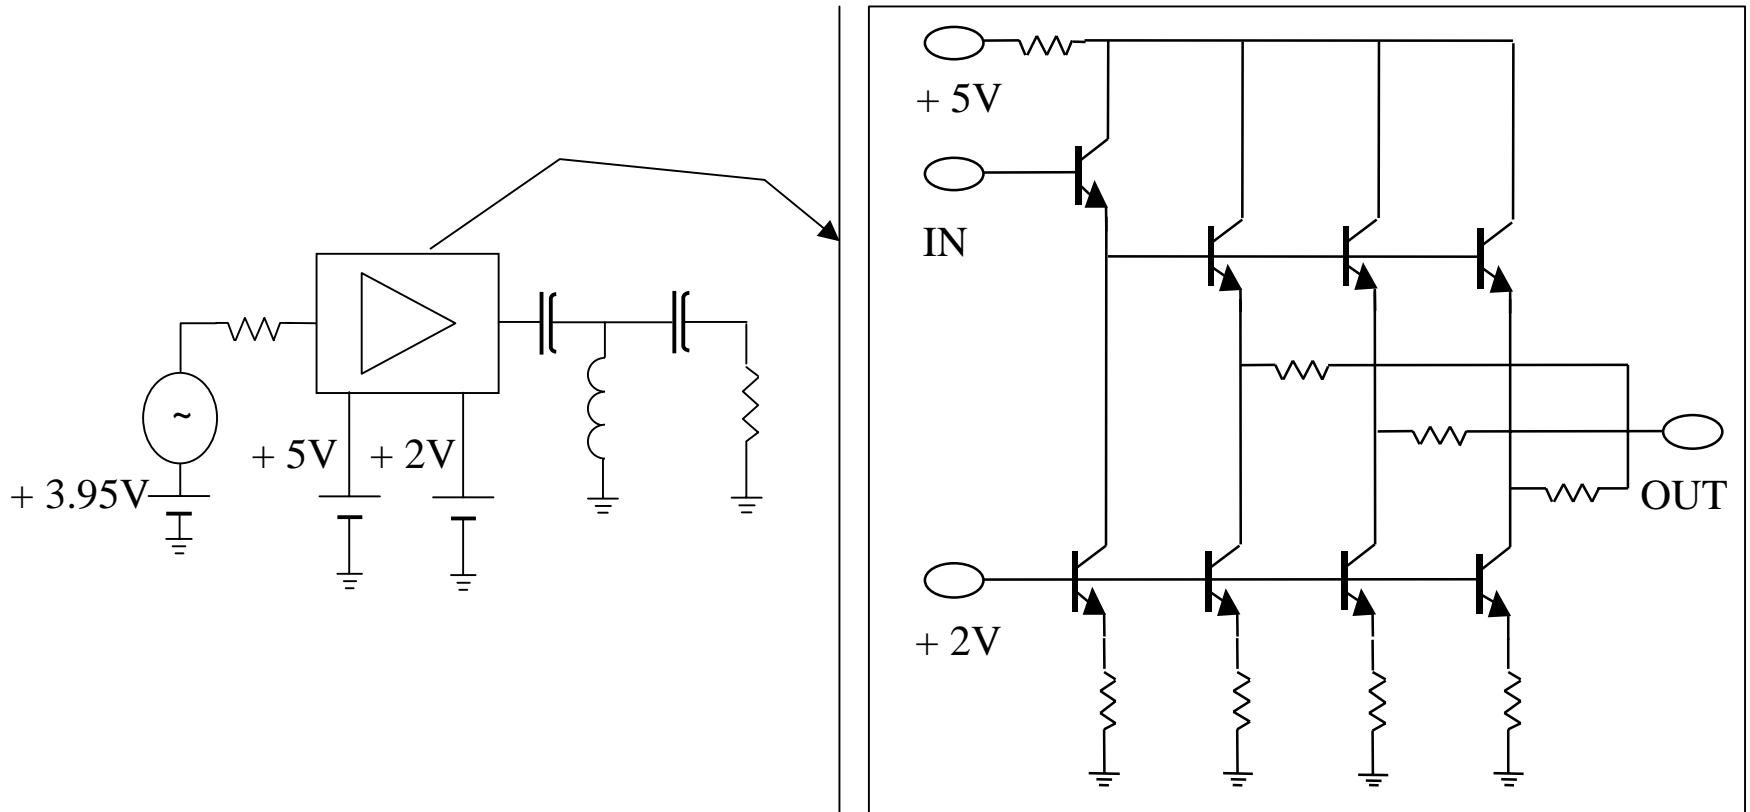 ~
+ 3.95V
+ 5V
+ 2V
+ 5V
IN
OUT
+ 2V